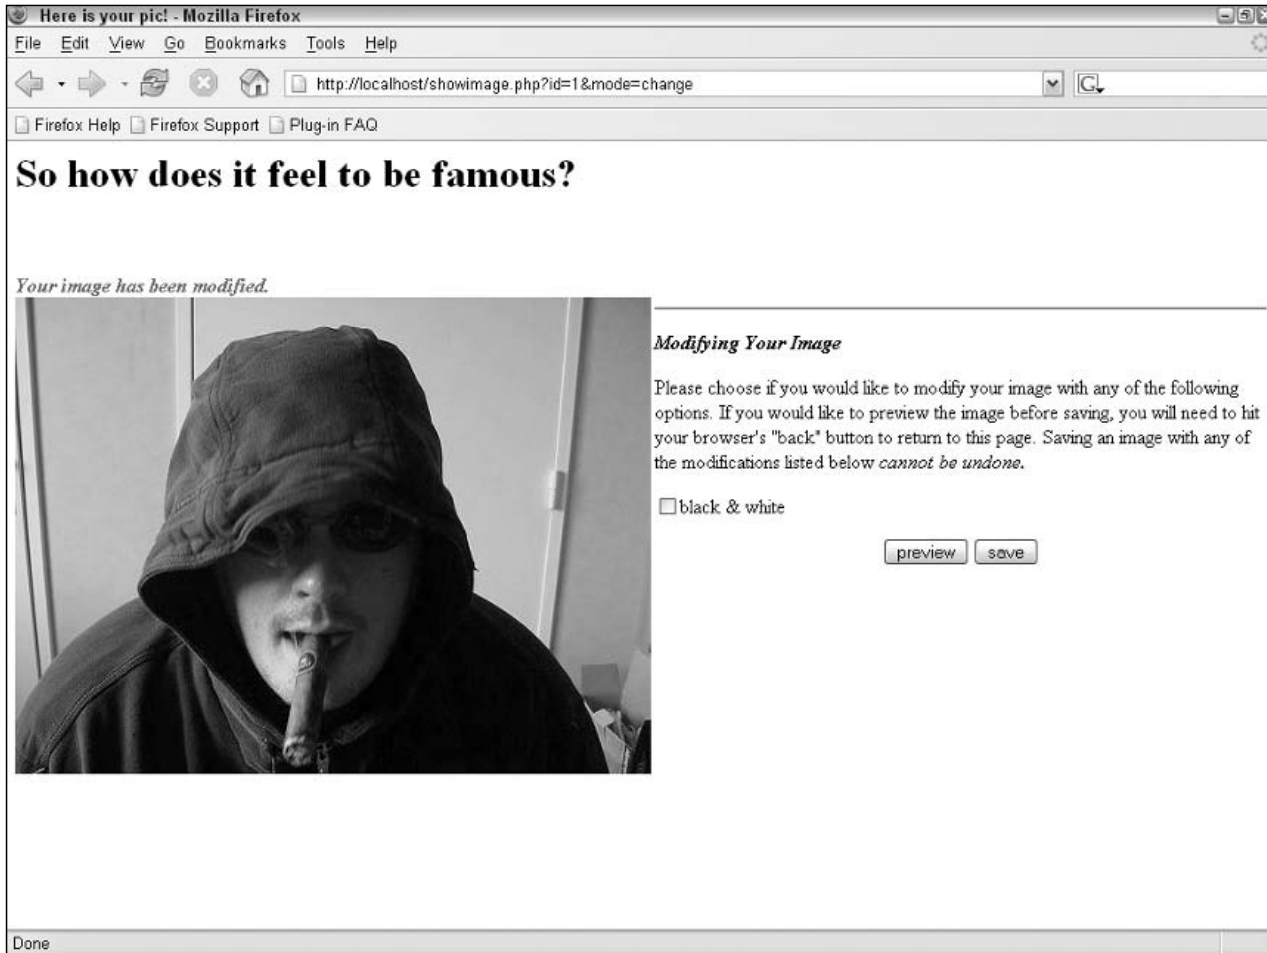 Here is your pic! - Mozilla Firefox
File Edit View Go Bookmarks Tools Help
http://localhost/showimage.php?id=1&mode=change
G
Firefox Help Firefox Support Plug-in FAQ
So how does it feel to be famous?
Your image has been modified.
Modifying Your Image
Please choose if you would like to modify your image with any of the following
options. If you would like to preview the image before saving, you will need to hit
your browser's "back" button to return to this page. Saving an image with any of
the modifications listed below cannot be undone.
black & white
preview save
Done